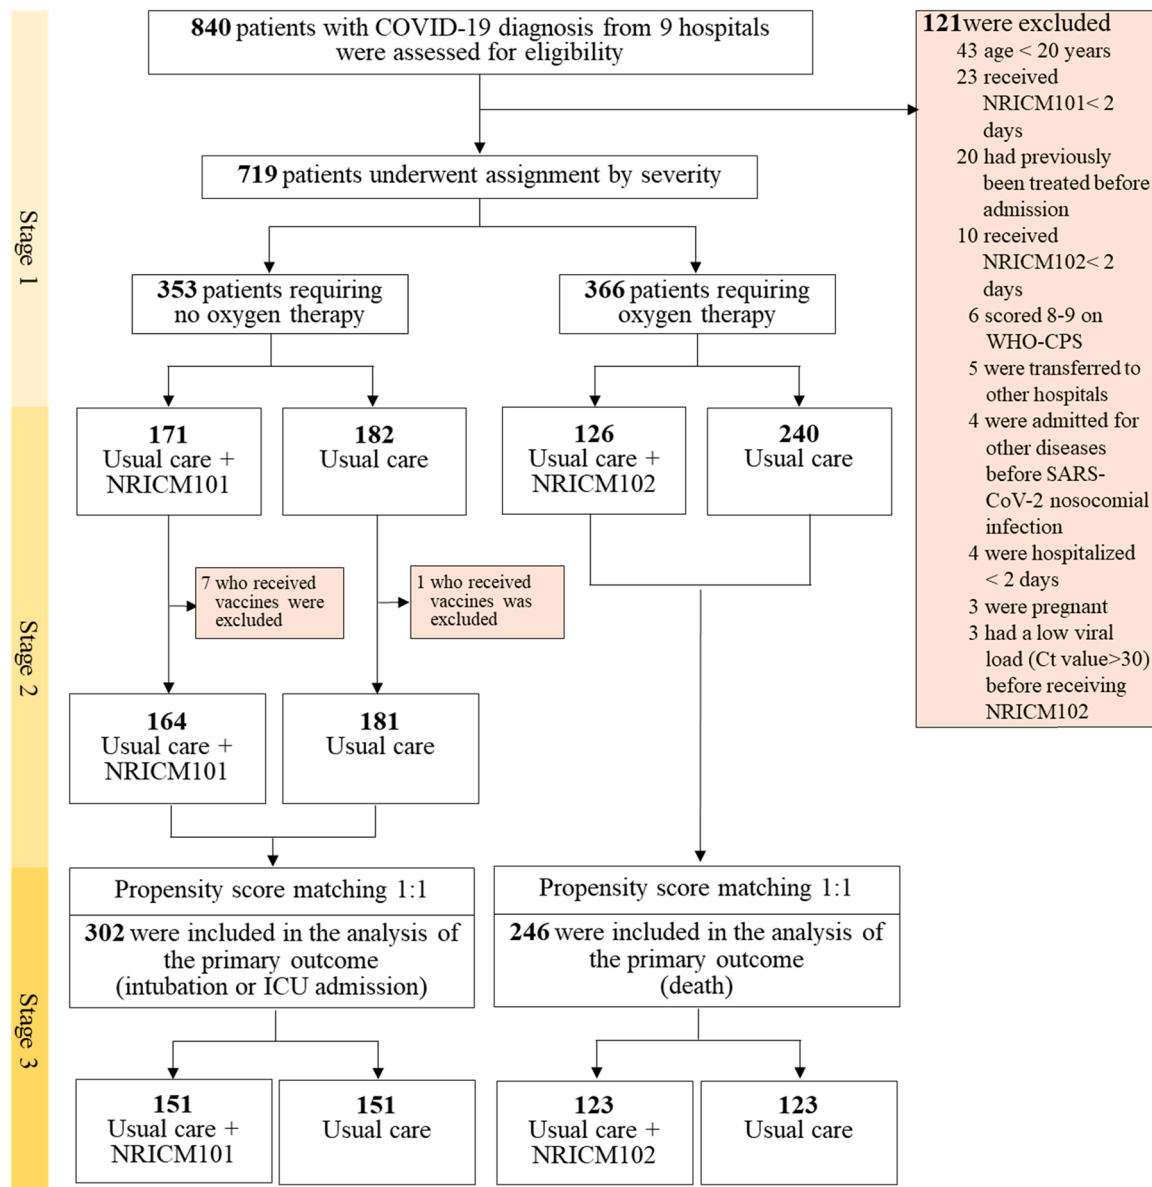 840 patients with COVID-19 diagnosis from 9 hospitals
were assessed for eligibility
121 were excluded
43 age < 20 years
23 received
NRICM101< 2
days
20 had previously
been treated before
admission
10 received
NRICM102< 2
days
6 scored 8-9 on
WHO-CPS
5 were transferred to
other hospitals
4 were admitted for
other diseases
before SARS-
CoV-2 nosocomial
infection
4 were hospitalized
< 2 days
3 were pregnant
3 had a low viral
load (Ct value>30)
before receiving
NRICM102
719 patients underwent assignment by severity
Stage 1
353 patients requiring
no oxygen therapy
366 patients requiring
oxygen therapy
Stage 2
171
Usual care +
NRICM101
182
Usual care
126
Usual care +
NRICM102
240
Usual care
7 who received
vaccines were
excluded
1 who received
vaccines was
excluded
164
Usual care +
NRICM101
181
Usual care
Stage 3
Propensity score matching 1:1
302 were included in the analysis of
the primary outcome
(intubation or ICU admission)
Propensity score matching 1:1
246 were included in the analysis of
the primary outcome
(death)
151
Usual care +
NRICM101
151
Usual care
123
Usual care +
NRICM102
123
Usual care